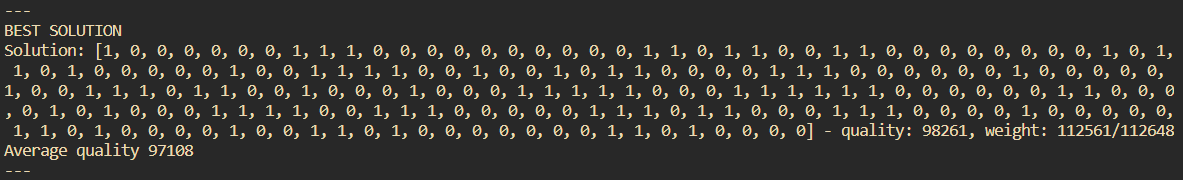 ---
BEST SOLUTION
Solution: [1, 0, 0, 0, 0, 0, 0, 1, 1, 1, 0, 0, 0, 0, 0, 0, 0, 0, 0, 0, 1, 1, 0, 1, 1, 0, 0, 1, 1, 0, 0, 0, 0, 0, 0, 0, 0, 1, 0, 1,
 1, 0, 1, 0, 0, 0, 0, 0, 1, 0, 0, 1, 1, 1, 1, 0, 0, 1, 0, 0, 1, 0, 1, 1, 0, 0, 0, 0, 1, 1, 1, 0, 0, 0, 0, 0, 0, 1, 0, 0, 0, 0, 0,
1, 0, 0, 1, 1, 1, 0, 1, 1, 0, 0, 1, 0, 0, 0, 1, 0, 0, 0, 1, 1, 1, 1, 1, 0, 0, 0, 1, 1, 1, 1, 1, 1, 0, 0, 0, 0, 0, 0, 1, 1, 0, 0, 0
, 0, 0, 1, 0, 1, 0, 0, 0, 1, 1, 1, 1, 0, 0, 1, 1, 1, 0, 0, 0, 0, 0, 1, 1, 1, 0, 1, 1, 0, 0, 0, 1, 1, 1, 0, 0, 0, 0, 1, 0, 0, 0, 0, 0,
 1, 1, 0, 1, 0, 0, 0, 0, 1, 0, 0, 1, 1, 0, 1, 0, 0, 0, 0, 0, 0, 0, 1, 1, 0, 1, 0, 0, 0, 0] - quality: 98261, weight: 112561/112648
Average quality 97108
---